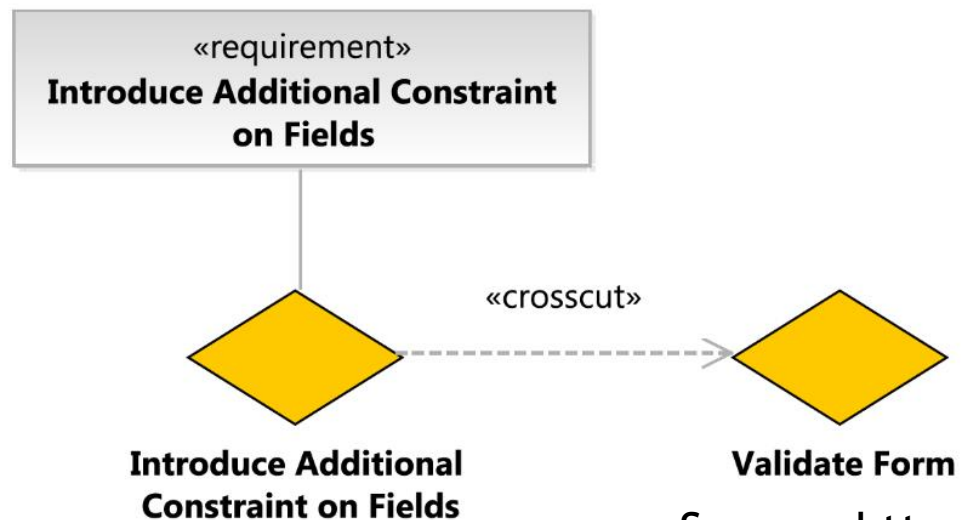 «requirement»
Introduce Additional Constraint
on Fields
«crosscut»
Introduce Additional
Constraint on Fields
Validate Form